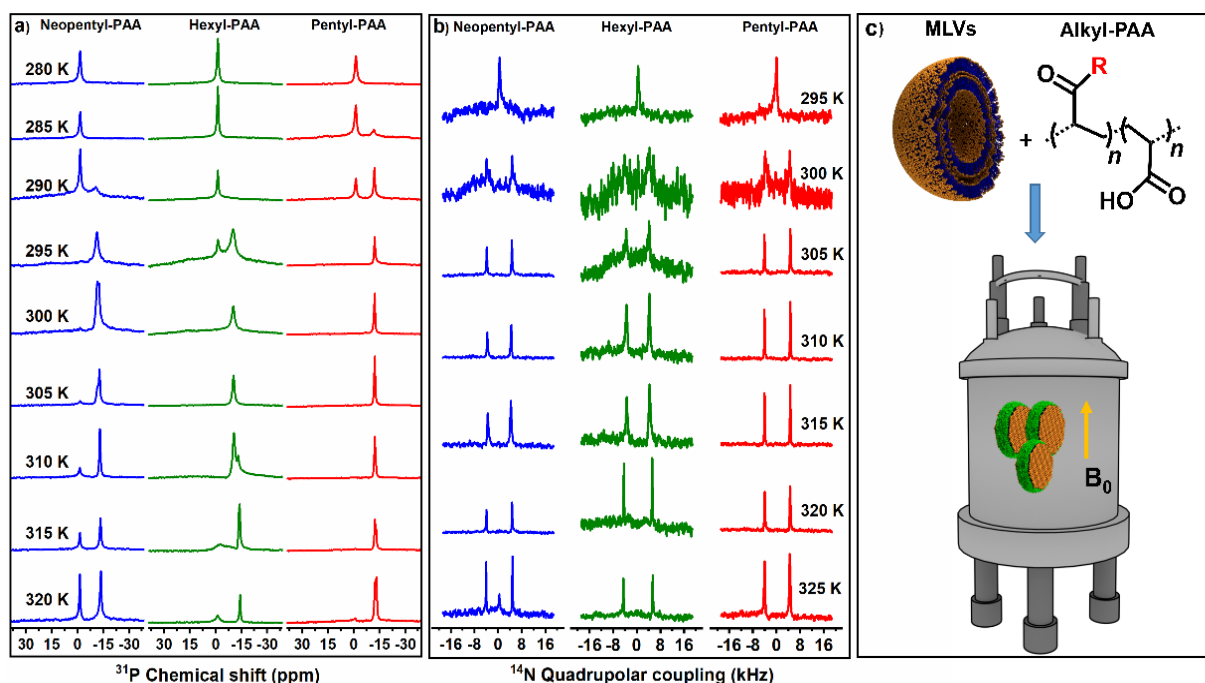 a) Neopentyl-PAA Hexyl-PAA Pentyl-PAA
280 K
285 K
290 K
295 K
300 K
305 K
310 K
315 K
320 K
30 15 0 -15 -30 30 15 0 -15 -30 30 15 0 -15 -30
31P Chemical shift (ppm)
b) Neopentyl-PAA Hexyl-PAA Pentyl-PAA
295 K
300 K
305 K
310 K
315 K
320 K
325 K
-16 -8 0 8 16 -16 -8 0 8 16 -16 -8 0 8 16
14N Quadrupolar coupling (kHz)
c) MLVs Alkyl-PAA
O R
+ n n
HO O
B0